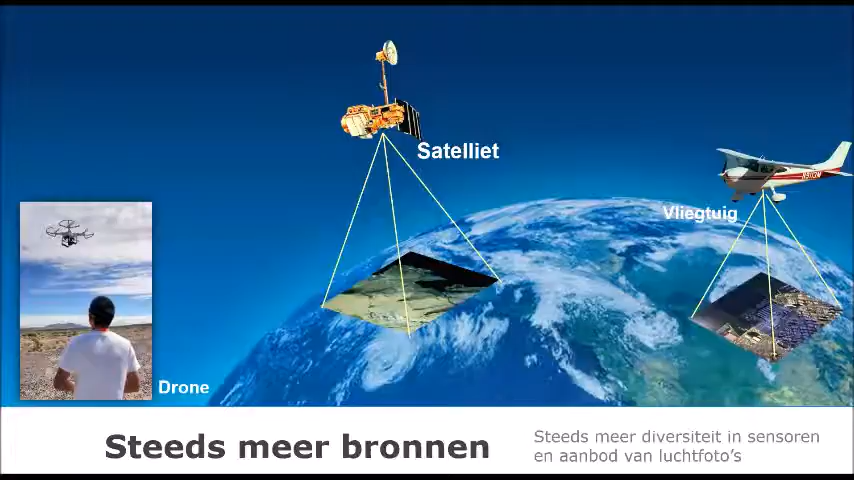 Satelliet
Vliegtuig
Drone
Steeds meer bronnen
Steeds meer diversiteit in sensoren
en aanbod van luchtfoto's